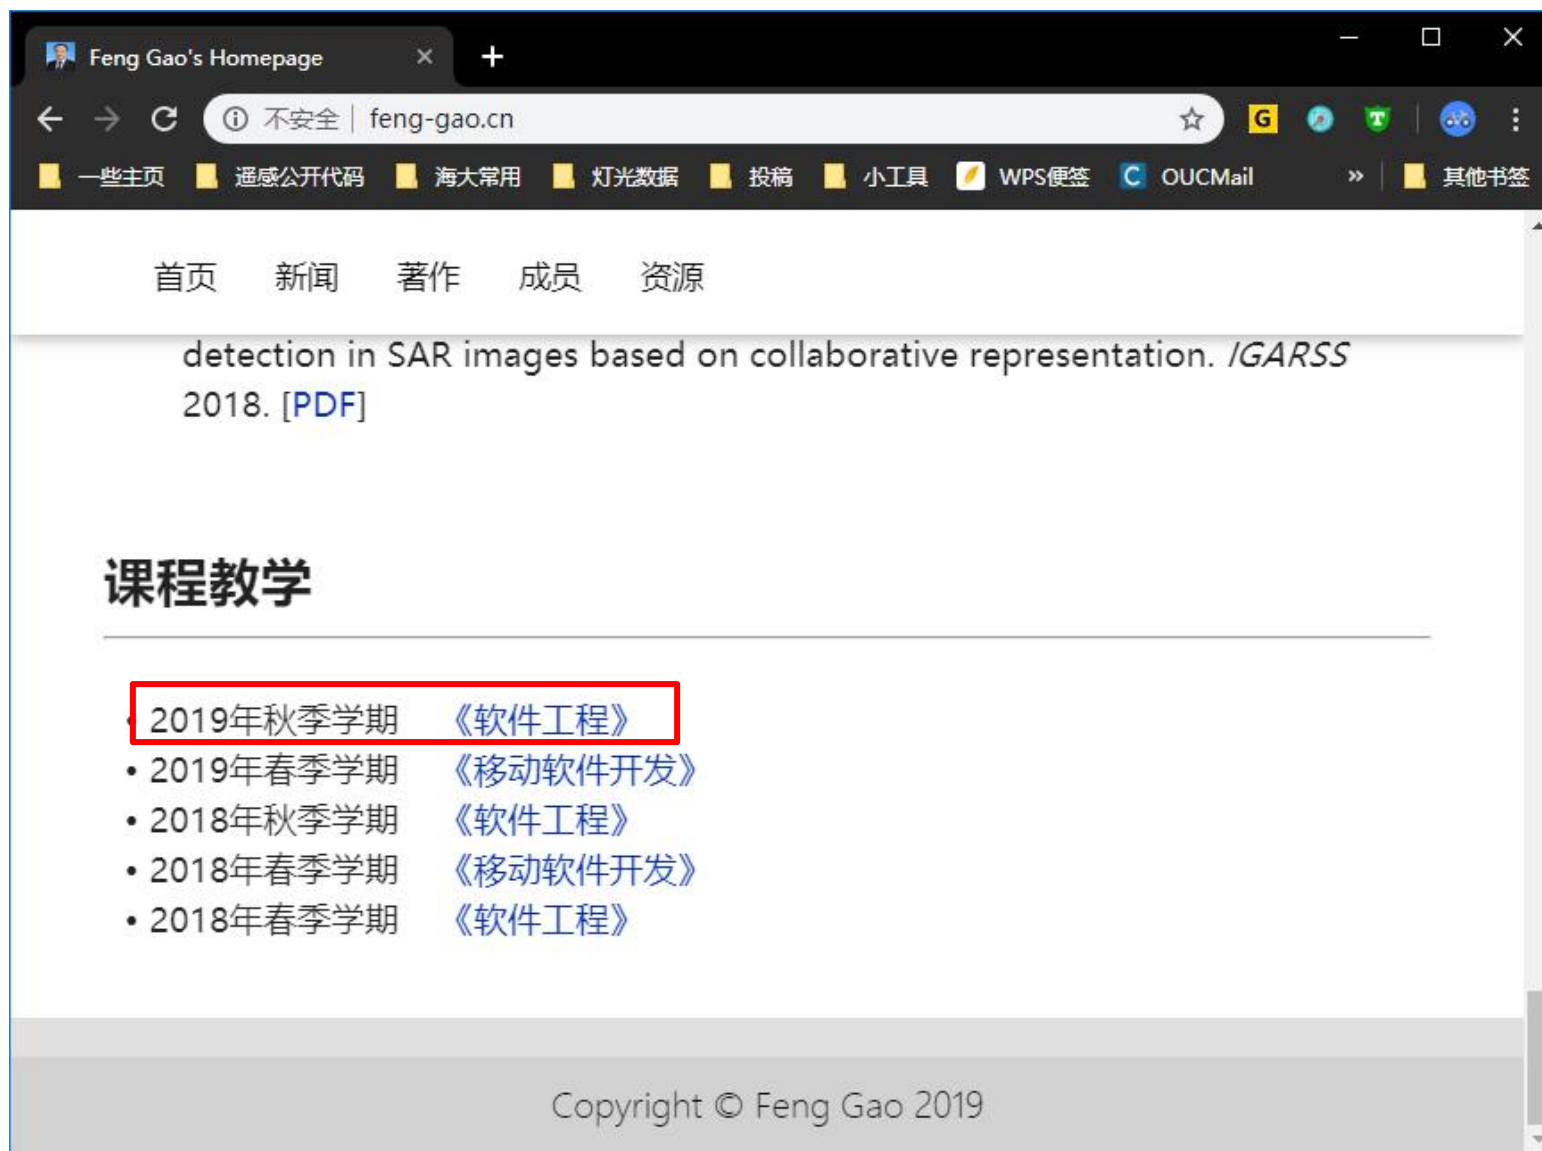 Feng Gao's Homepage
不安全 | feng-gao.cn
一些主页 遥感公开代码 海大常用 灯光数据 投稿 小工具 WPS便签 C OUCMail » 其他书签
首页 新闻 著作 成员 资源
detection in SAR images based on collaborative representation. IGARSS
2018. [PDF]
课程教学
• 2019年秋季学期 《软件工程》
• 2019年春季学期 《移动软件开发》
• 2018年秋季学期 《软件工程》
• 2018年春季学期 《移动软件开发》
• 2018年春季学期 《软件工程》
Copyright © Feng Gao 2019